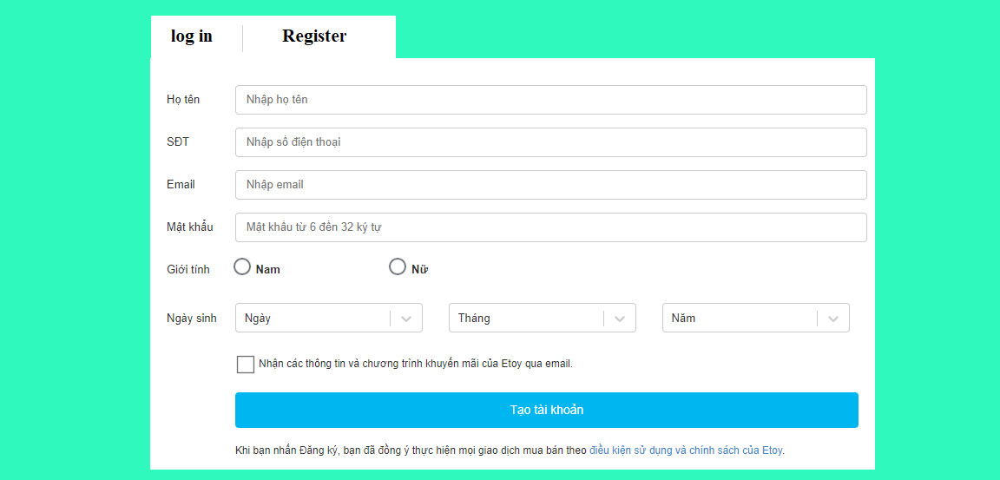 log in Register
Họ tên Nhập họ tên
SĐT Nhập số điện thoại
Email Nhập email
Mật khẩu Mật khẩu từ 6 đến 32 ký tự
Giới tính Nam Nữ
Ngày sinh Ngày Tháng Năm
Nhận các thông tin và chương trình khuyến mãi của Etoy qua email.
Tạo tài khoản
Khi bạn nhấn Đăng ký, bạn đã đồng ý thực hiện mọi giao dịch mua bán theo điều kiện sử dụng và chính sách của Etoy.